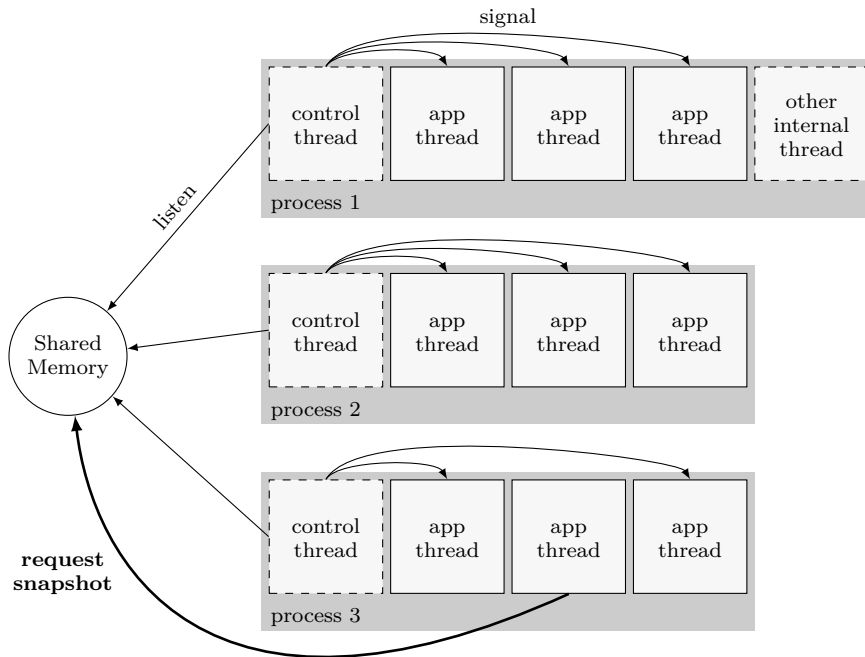 signal
control
thread
app
thread
app
thread
app
thread
other
internal
thread
process 1
listen
control
thread
app
thread
app
thread
app
thread
process 2
Shared
Memory
control
thread
app
thread
app
thread
app
thread
process 3
request
snapshot